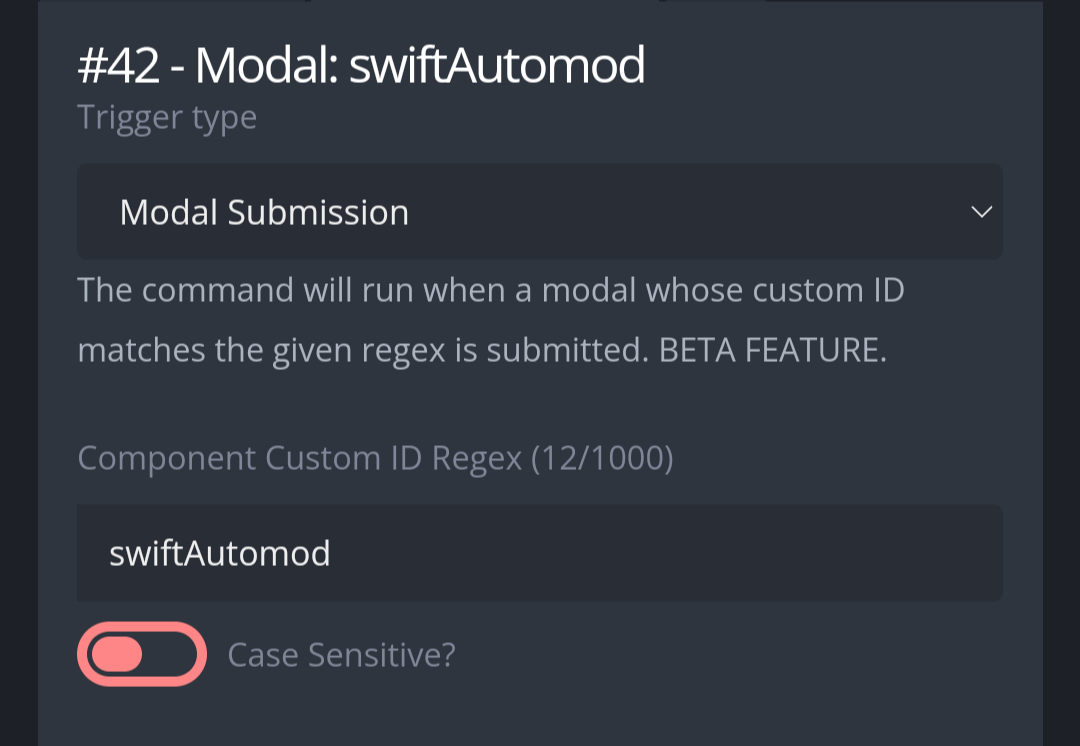 #42 - Modal: swiftAutomod
Trigger type
Modal Submission
The command will run when a modal whose custom ID
matches the given regex is submitted. BETA FEATURE.
Component Custom ID Regex (12/1000)
swiftAutomod
Case Sensitive?